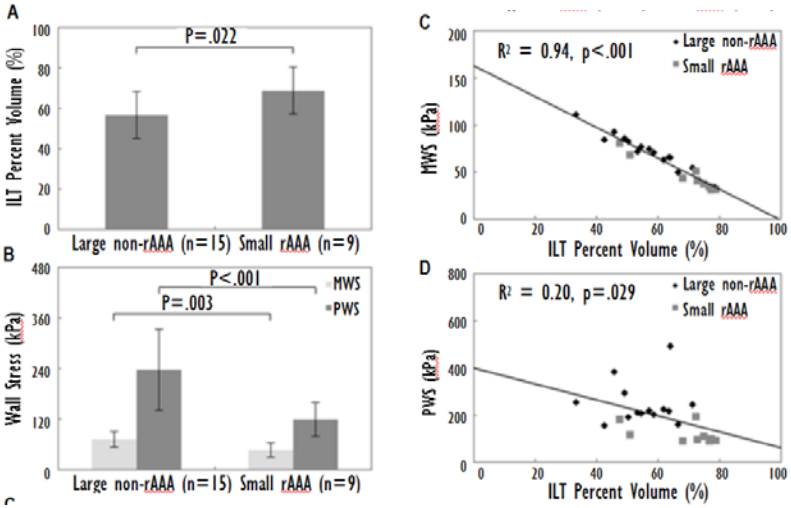 A
P=.022
ILT Percent Volume (%)
100
80
60
40
20
0
Large non-rAAA (n=15) Small rAAA (n=9)
B
Wall Stress (kPa)
480
360
240
120
0
P<.001
P=.003
MWS
PWS
Large non-rAAA (n=15) Small rAAA (n=9)
C
C
MWS (kPa)
200
150
100
50
0
R2 = 0.94, p<.001
Large non-rAAA
Small rAAA
0 20 40 60 80 100
ILT Percent Volume (%)
D
PWS (kPa)
800
600
400
200
0
R2 = 0.20, p=.029
Large non-rAAA
Small rAAA
0 20 40 60 80 100
ILT Percent Volume (%)